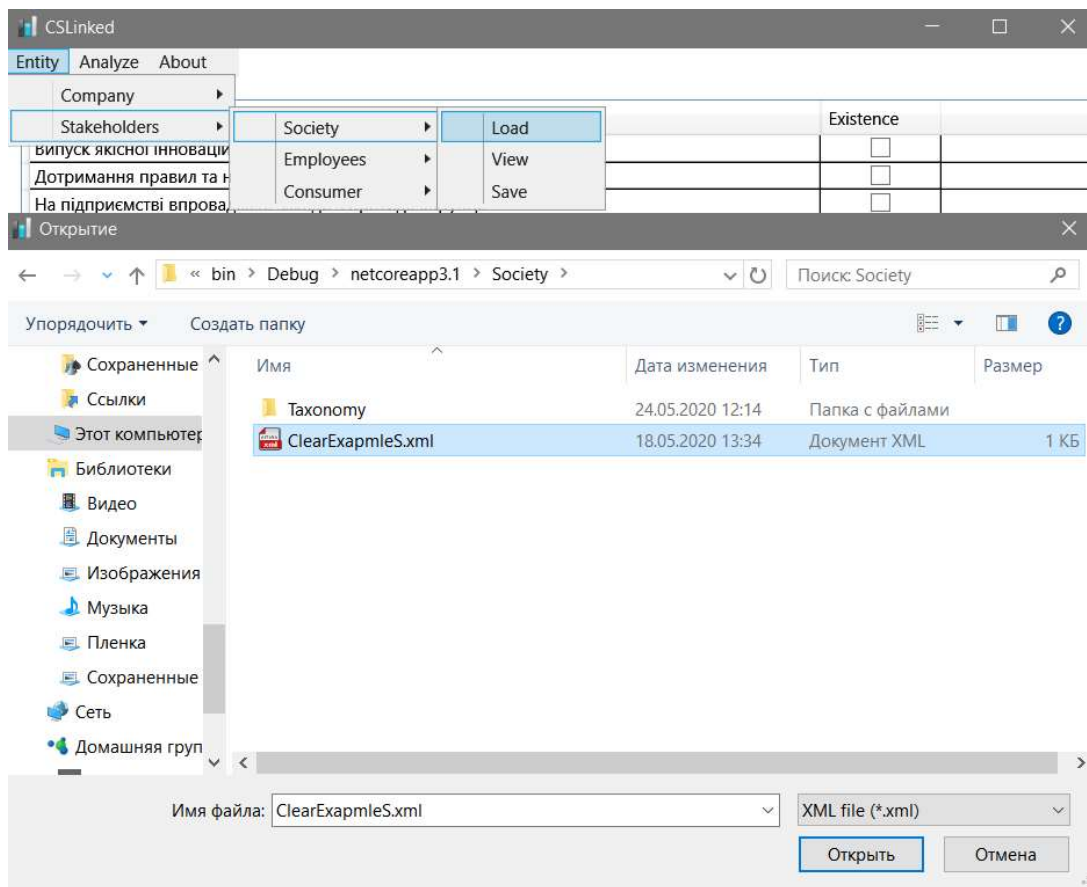 CSLinked
Entity Analyze About
Company
Stakeholders Society Load Existence
Випуск якісної
Employees View
Дотримання правил та
Consumer Save
На підприємстві
Открытие
« bin > Debug > netcoreapp3.1 > Society > Поиск: Society
Упорядочить Создать папку
Имя Дата изменения Тип Размер
Сохраненные
Ссылки
Этот компьютер
Библиотеки
Видео
Документы
Изображения
Музыка
Пленка
Сохраненные
Сеть
Домашняя груп
Taxonomy 24.05.2020 12:14 Папка с файлами
ClearExapmleS.xml 18.05.2020 13:34 Документ XML 1 КБ
Имя файла: ClearExapmleS.xml XML file (*.xml)
Открыть Отмена